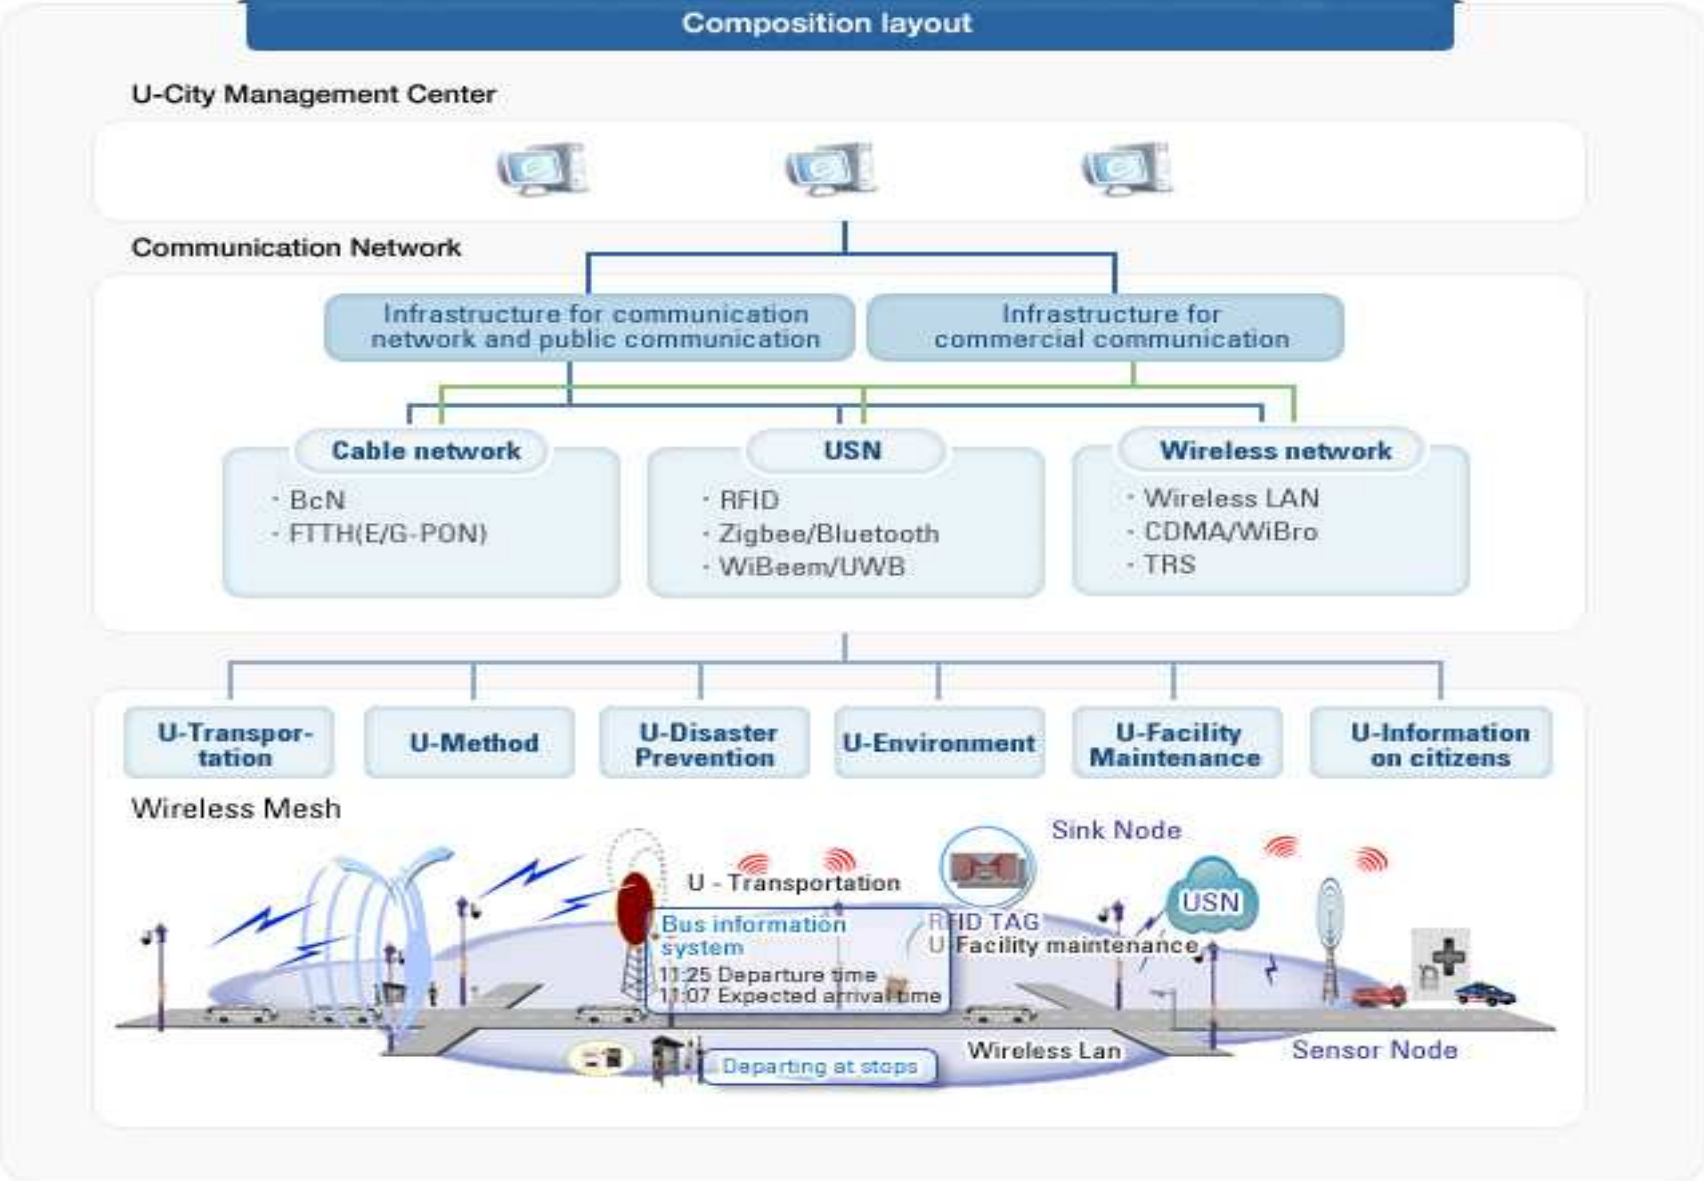 Composition layout
U-City Management Center
Communication Network
Infrastructure for communication
network and public communication
Infrastructure for
commercial communication
Cable network
· BcN
· FTTH(E/G-PON)
USN
· RFID
· Zigbee/Bluetooth
· WiBeem/UWB
Wireless network
· Wireless LAN
· CDMA/WiBro
· TRS
U-Transpor-
tation
U-Method
U-Disaster
Prevention
U-Environment
U-Facility
Maintenance
U-Information
on citizens
Wireless Mesh
Sink Node
U - Transportation
USN
Bus information
system
11:25 Departure time
11:07 Expected arrival time
RFID TAG
U-Facility maintenance
Wireless Lan
Sensor Node
Departing at stops